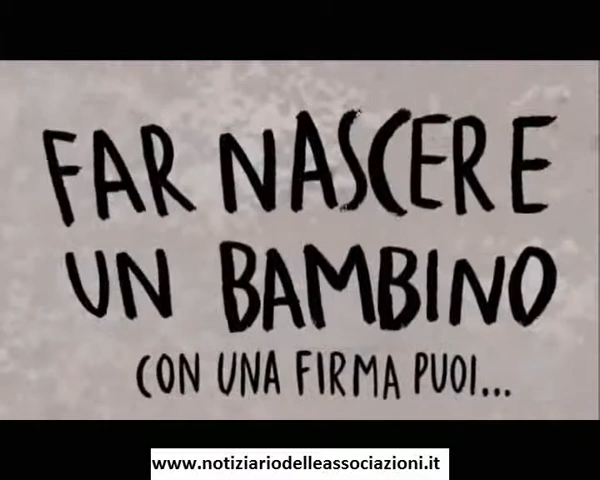 FAR NASCERE
UN BAMBINO
CON UNA FIRMA PUOI...
www.notiziariodelleassociazioni.it